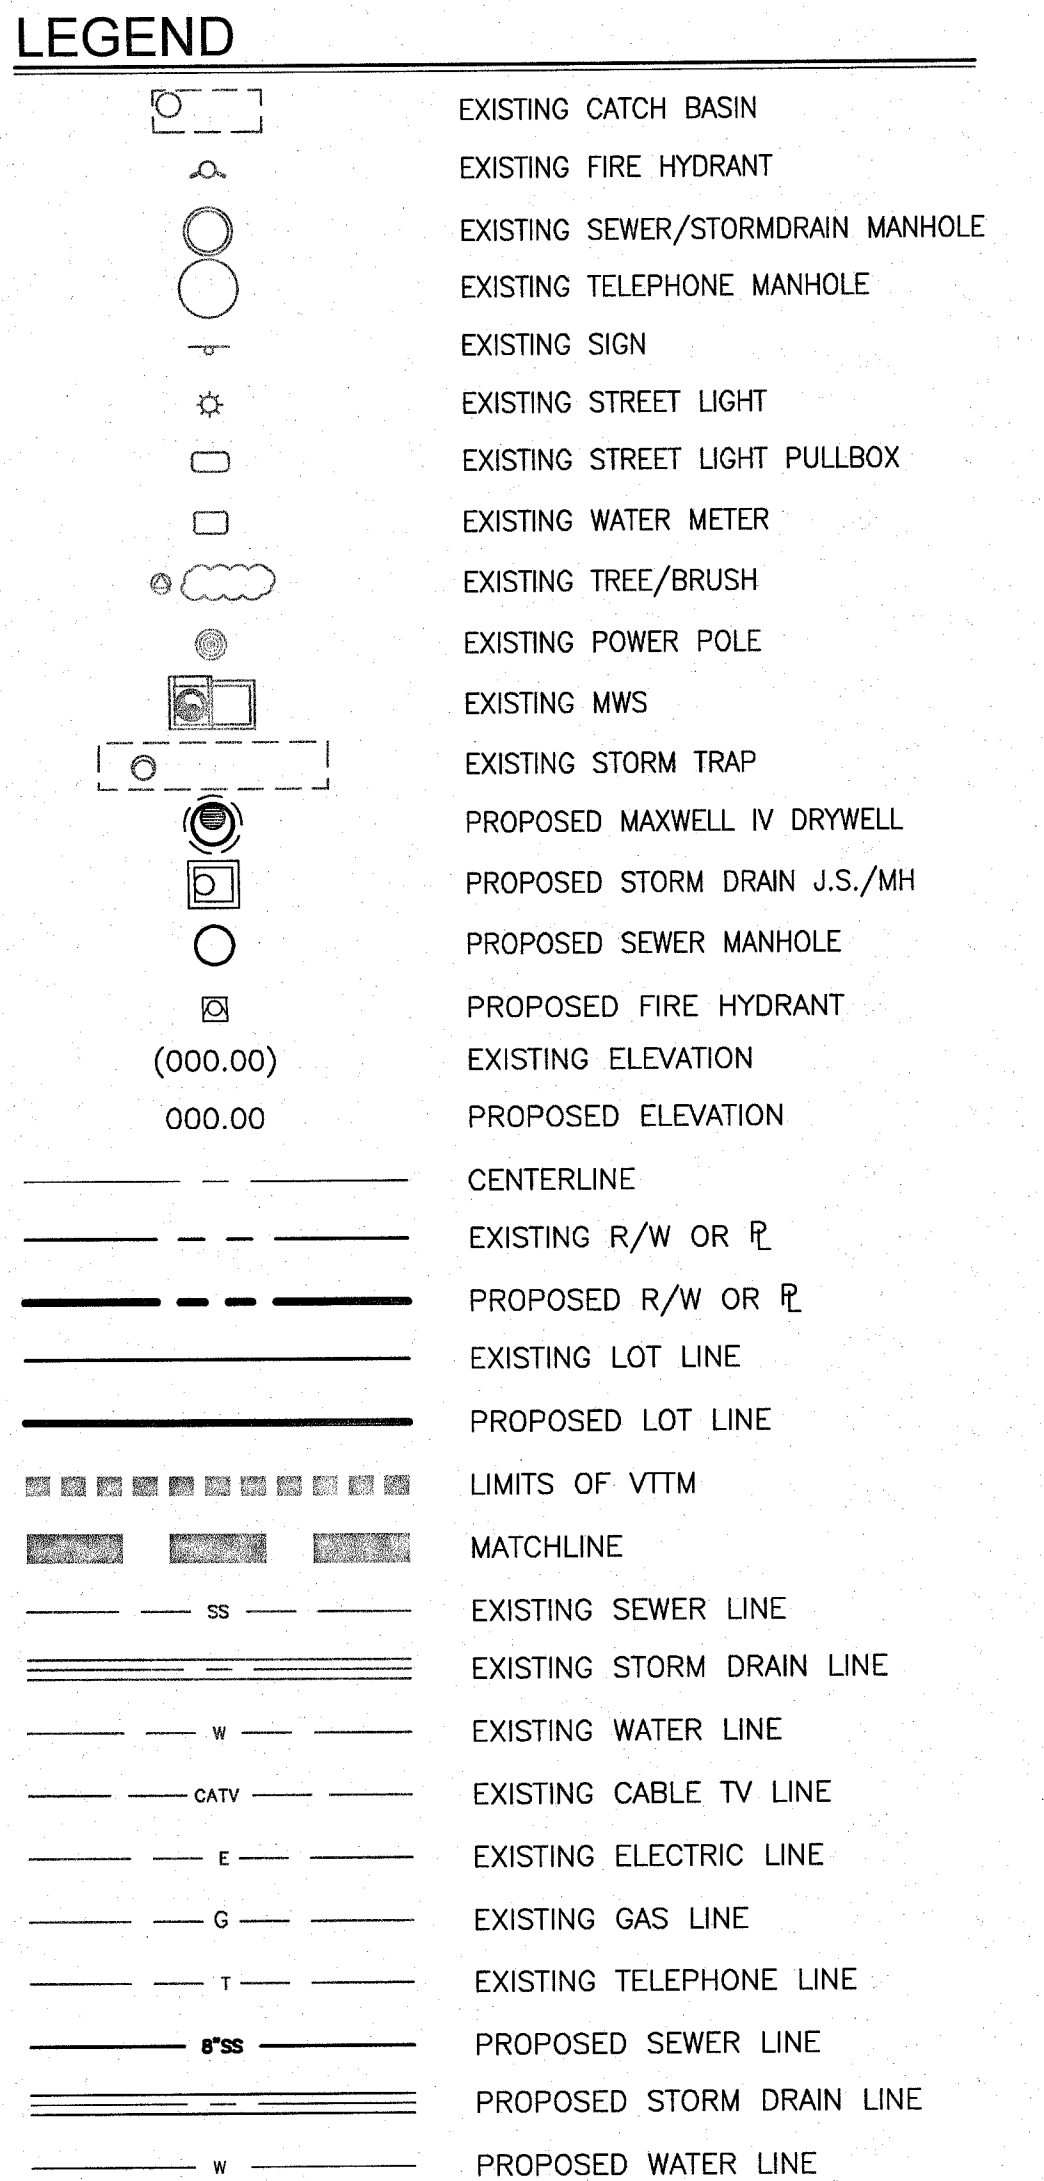 LEGEND
EXISTING CATCH BASIN
EXISTING FIRE HYDRANT
EXISTING SEWER/STORMDRAIN MANHOLE
EXISTING TELEPHONE MANHOLE
EXISTING SIGN
EXISTING STREET LIGHT
EXISTING STREET LIGHT PULLBOX
EXISTING WATER METER
EXISTING TREE/BRUSH
EXISTING POWER POLE
EXISTING MWS
EXISTING STORM TRAP
PROPOSED MAXWELL IV DRYWELL
PROPOSED STORM DRAIN J.S./MH
PROPOSED SEWER MANHOLE
PROPOSED FIRE HYDRANT
(000.00) EXISTING ELEVATION
000.00 PROPOSED ELEVATION
CENTERLINE
EXISTING R/W OR PL
PROPOSED R/W OR PL
EXISTING LOT LINE
PROPOSED LOT LINE
LIMITS OF VTTM
MATCHLINE
SS EXISTING SEWER LINE
EXISTING STORM DRAIN LINE
W EXISTING WATER LINE
CATV EXISTING CABLE TV LINE
E EXISTING ELECTRIC LINE
G EXISTING GAS LINE
T EXISTING TELEPHONE LINE
8"SS PROPOSED SEWER LINE
PROPOSED STORM DRAIN LINE
W PROPOSED WATER LINE